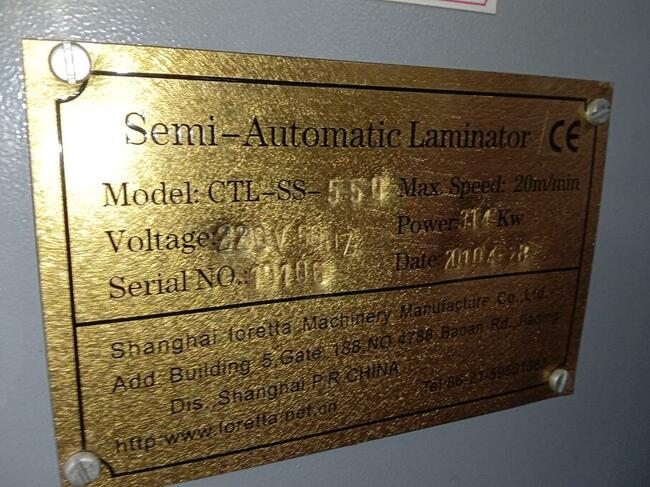 Semi-Automatic Laminator CE
Model: CTL-SS-550 Max. Speed: 20m/min
Voltage: 220V Power: Kw
Serial NO.: Date:
Shanghai loretta Machinery Manufacture Co., Ltd.
Add Building 5,Gate 188,NO 4788 Baoan Rd.,Jiading
Dis.,Shanghai,P.R.CHINA
http:www.loretta.net.cn